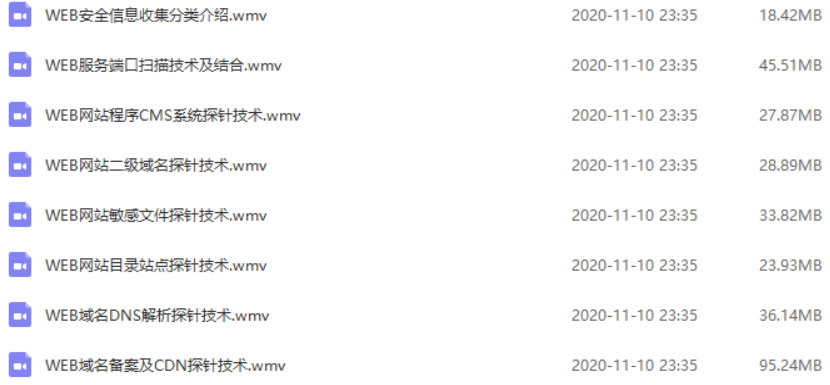 WEB安全信息收集分类介绍.wmv 2020-11-10 23:35 18.42MB
WEB服务端口扫描技术及结合.wmv 2020-11-10 23:35 45.51MB
WEB网站程序CMS系统探针技术.wmv 2020-11-10 23:35 27.87MB
WEB网站二级域名探针技术.wmv 2020-11-10 23:35 28.89MB
WEB网站敏感文件探针技术.wmv 2020-11-10 23:35 33.82MB
WEB网站目录站点探针技术.wmv 2020-11-10 23:35 23.93MB
WEB域名DNS解析探针技术.wmv 2020-11-10 23:35 36.14MB
WEB域名备案及CDN探针技术.wmv 2020-11-10 23:35 95.24MB